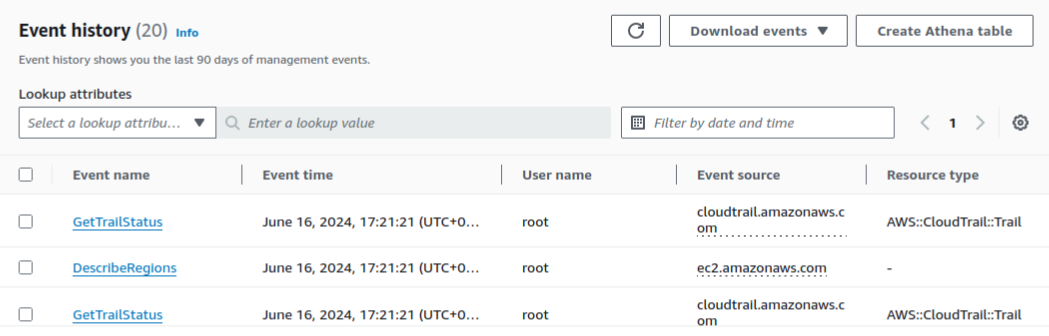 Event history (20) Info
Download events
Create Athena table
Event history shows you the last 90 days of management events.
Lookup attributes
Select a lookup attribu...
Enter a lookup value
Filter by date and time
1
Event name Event time User name Event source Resource type
GetTrailStatus June 16, 2024, 17:21:21 (UTC+0... root cloudtrail.amazonaws.c
om AWS::CloudTrail::Trail
DescribeRegions June 16, 2024, 17:21:21 (UTC+0... root ec2.amazonaws.com -
GetTrailStatus June 16, 2024, 17:21:21 (UTC+0... root cloudtrail.amazonaws.c
om AWS::CloudTrail::Trail